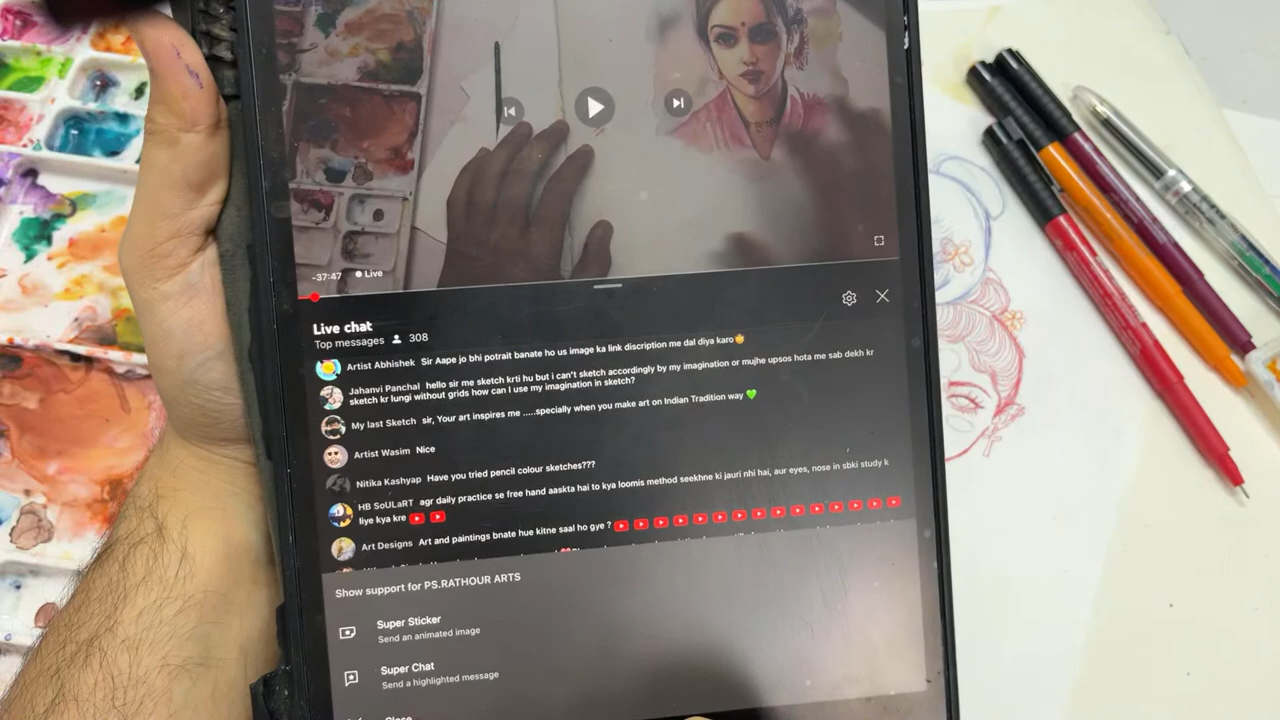 -37:47 Live
Live chat
Top messages 308
Artist Abhishek Sir Aape jo bhi potrait banate ho us image ka link discription me dal diya karo
Jahanvi Panchal hello sir me sketch krti hu but i can't sketch accordingly by my imagination or mujhe upsos hota me sab dekh kr
sketch kr lungi without grids how can I use my imagination in sketch?
My last Sketch sir, Your art inspires me .....specially when you make art on Indian Tradition way 💚
Artist Wasim Nice
Nitika Kashyap Have you tried pencil colour sketches???
HB SoULaRT agr daily practice se free hand aaskta hai to kya loomis method seekhne ki jauri nhi hai, aur eyes, nose in sbki study k
liye kya kre
Art Designs Art and paintings bnate hue kitne saal ho gye ?
Show support for PS.RATHOUR ARTS
Super Sticker
Send an animated image
Super Chat
Send a highlighted message